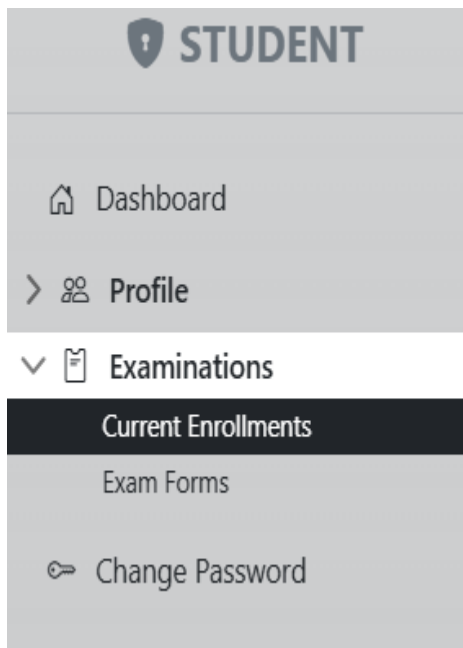 STUDENT
Dashboard
Profile
Examinations
Current Enrollments
Exam Forms
Change Password